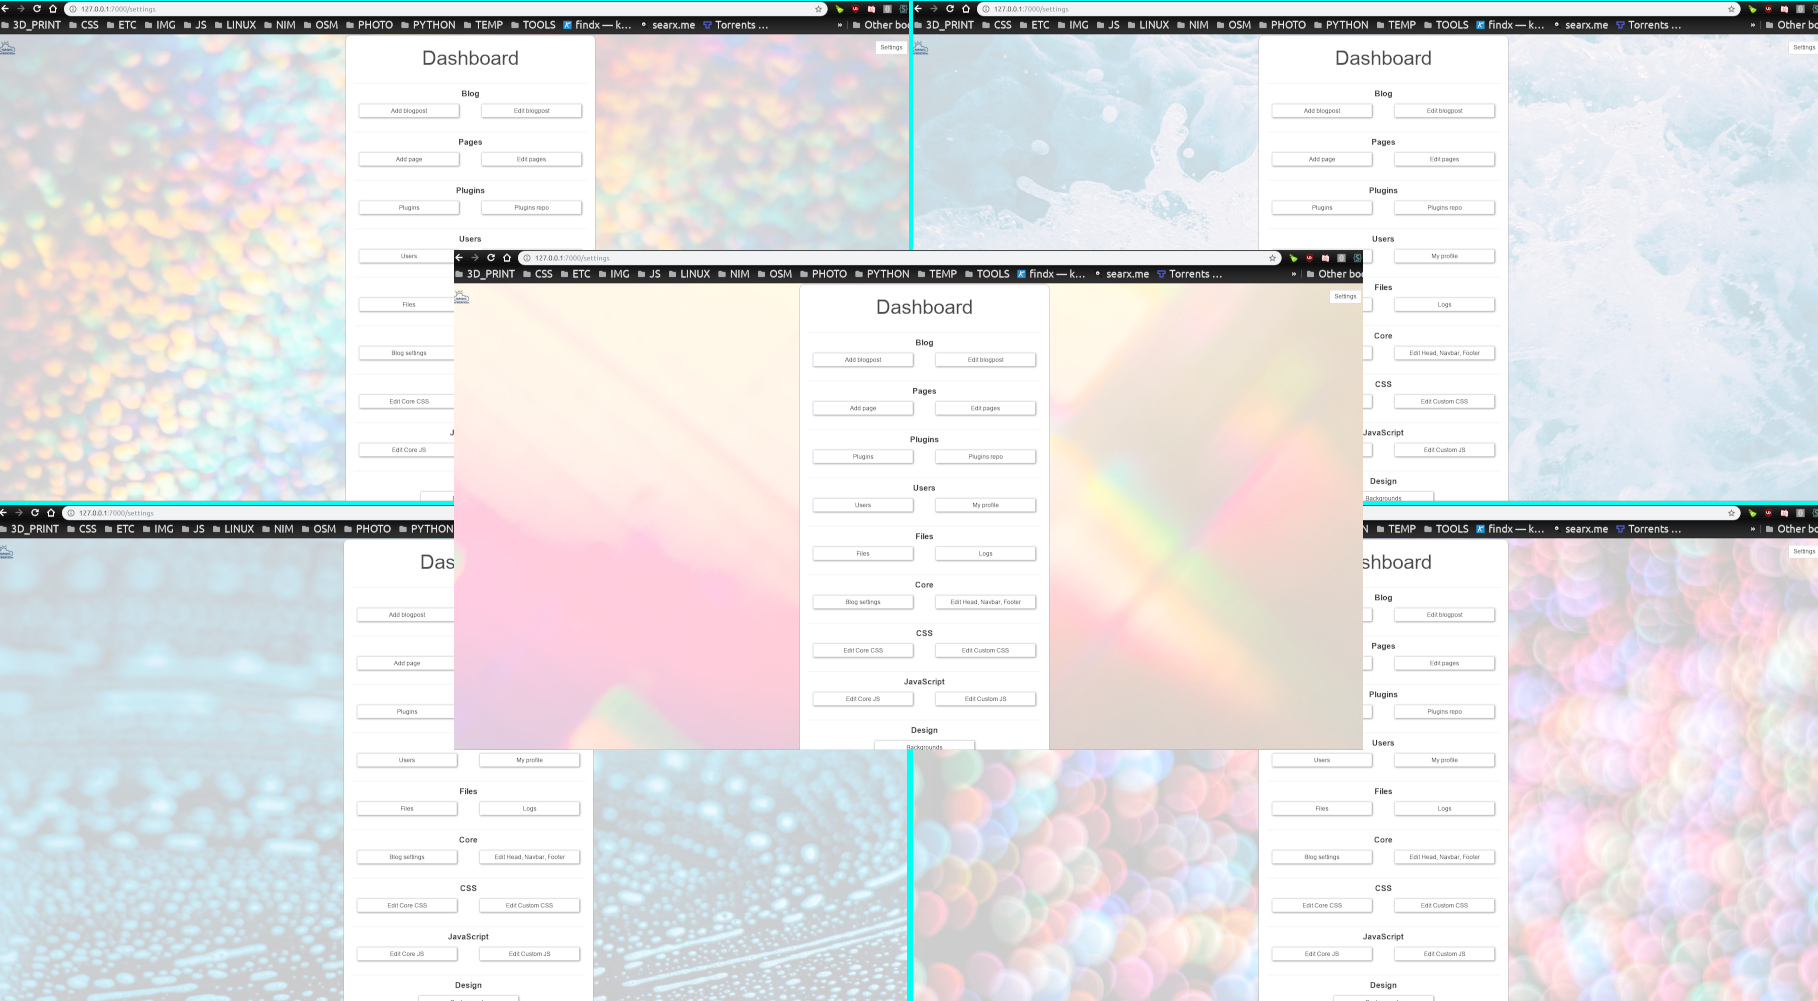 127.0.0.1:7000/settings
3D_PRINT CSS ETC IMG JS LINUX NIM OSM PHOTO PYTHON TEMP TOOLS findx — k... searx.me Torrents ... » Other boo
Settings
Dashboard
Blog
Add blogpost Edit blogpost
Pages
Add page Edit pages
Plugins
Plugins Plugins repo
Users
Users
Files
Blog settings
Edit Core CSS
J
Edit Core JS
127.0.0.1:7000/settings
3D_PRINT CSS ETC IMG JS LINUX NIM OSM PHOTO PYTHON TEMP TOOLS findx — k... searx.me Torrents ... » Other bo
Settings
Dashboard
Blog
Add blogpost Edit blogpost
Pages
Add page Edit pages
Plugins
Plugins Plugins repo
Users
My profile
Files
Logs
Core
Edit Head, Navbar, Footer
CSS
Edit Custom CSS
JavaScript
Edit Custom JS
Design
Backgrounds
127.0.0.1:7000/settings
3D_PRINT CSS ETC IMG JS LINUX NIM OSM PHOTO PYTHON TEMP TOOLS findx — k... searx.me Torrents ... » Other boo
Settings
Dashboard
Blog
Add blogpost Edit blogpost
Pages
Add page Edit pages
Plugins
Plugins Plugins repo
Users
Users My profile
Files
Files Logs
Core
Blog settings Edit Head, Navbar, Footer
CSS
Edit Core CSS Edit Custom CSS
JavaScript
Edit Core JS Edit Custom JS
Design
Backgrounds
127.0.0.1:7000/settings
3D_PRINT CSS ETC IMG JS LINUX NIM OSM PHOTO PYTHON
Das
Add blogpost
Add page
Plugins
Users My profile
Files
Files Logs
Core
Blog settings Edit Head, Navbar, Footer
CSS
Edit Core CSS Edit Custom CSS
JavaScript
Edit Core JS Edit Custom JS
Design
N TEMP TOOLS findx — k... searx.me Torrents ... » Other bo
Settings
shboard
Blog
Edit blogpost
Pages
Edit pages
Plugins
Plugins repo
Users
Users My profile
Files
Files Logs
Core
Blog settings Edit Head, Navbar, Footer
CSS
Edit Core CSS Edit Custom CSS
JavaScript
Edit Core JS Edit Custom JS
Design